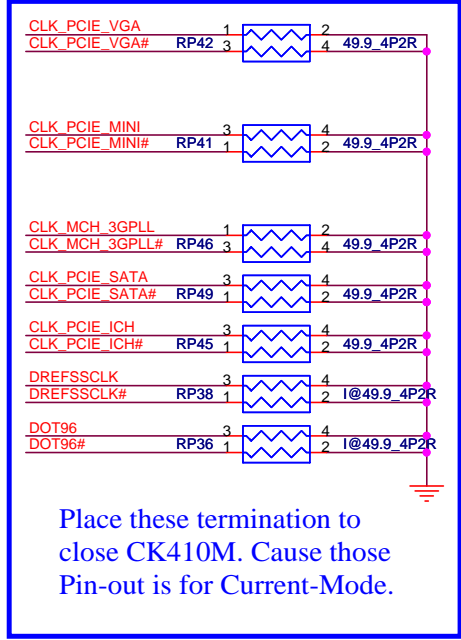 CLK_PCIE_VGA 1 2
CLK_PCIE_VGA# RP42 3 4 49.9_4P2R
CLK_PCIE_MINI 3 4
CLK_PCIE_MINI# RP41 1 2 49.9_4P2R
CLK_MCH_3GPLL 1 2
CLK_MCH_3GPLL# RP46 3 4 49.9_4P2R
CLK_PCIE_SATA 3 4
CLK_PCIE_SATA# RP49 1 2 49.9_4P2R
CLK_PCIE_ICH 3 4
CLK_PCIE_ICH# RP45 1 2 49.9_4P2R
DREFSSCLK 3 4
DREFSSCLK# RP38 1 2 I@49.9_4P2R
DOT96 3 4
DOT96# RP36 1 2 I@49.9_4P2R
Place these termination to
close CK410M. Cause those
Pin-out is for Current-Mode.